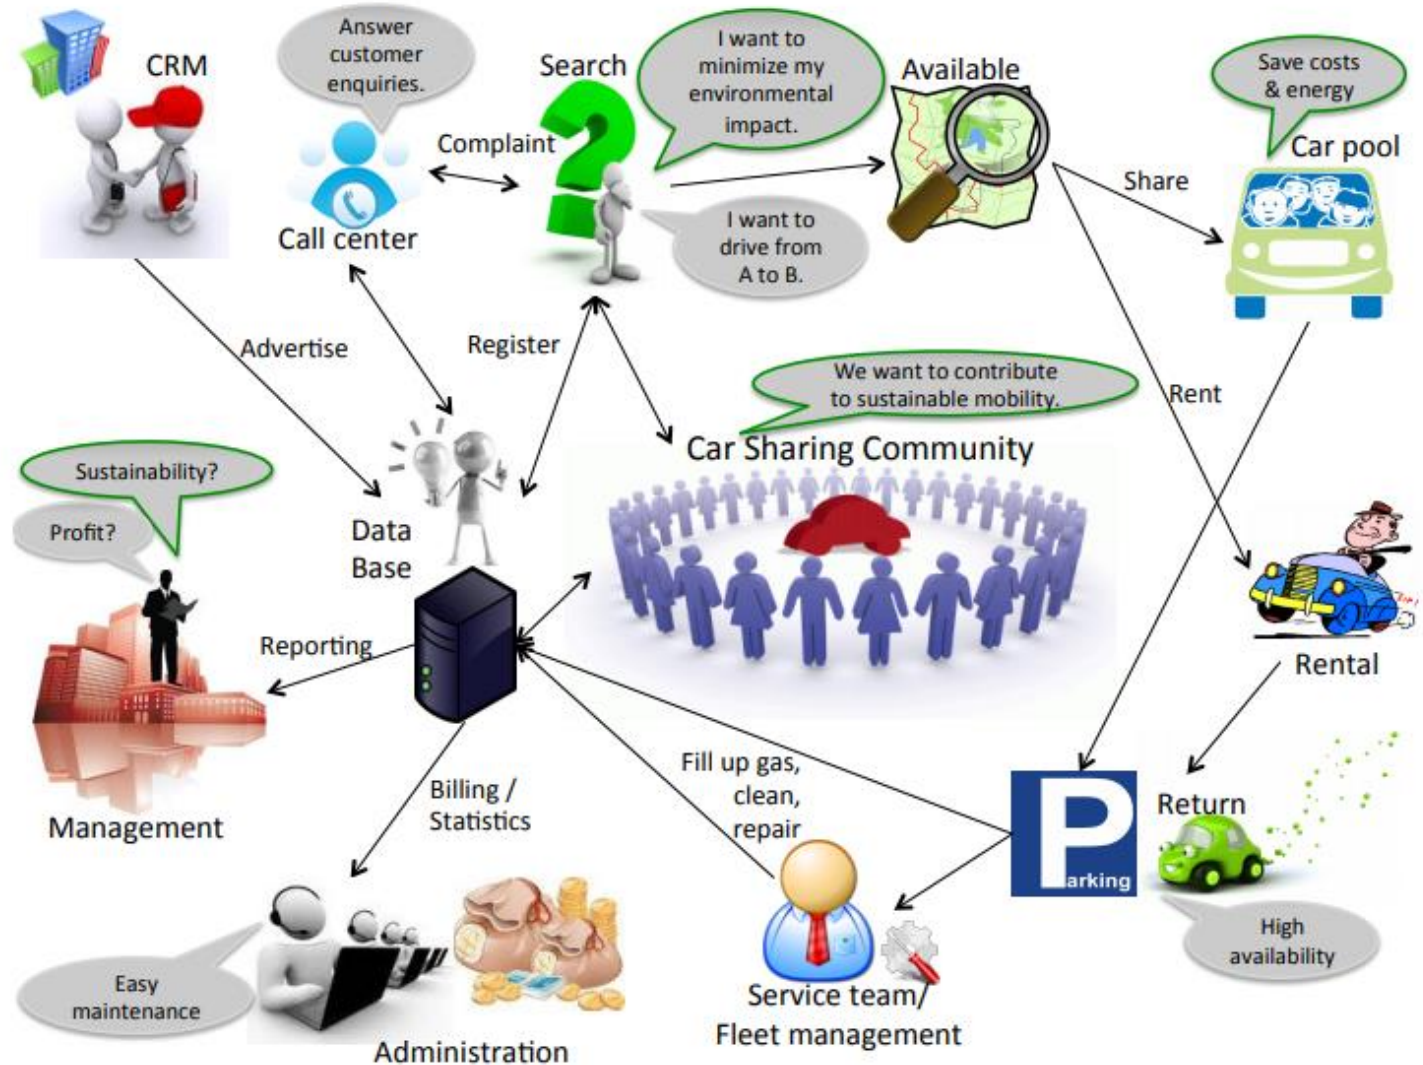 CRM
Answer
customer
enquiries.
Search
I want to
minimize my
environmental
impact.
Available
Save costs
& energy
Car pool
Complaint
Share
Call center
I want to
drive from
A to B.
Advertise
Register
We want to contribute
to sustainable mobility.
Rent
Car Sharing Community
Sustainability?
Profit?
Data
Base
Reporting
Rental
Fill up gas,
clean,
repair
Billing /
Statistics
Management
P
arking
Return
High
availability
Easy
maintenance
Service team/
Fleet management
Administration